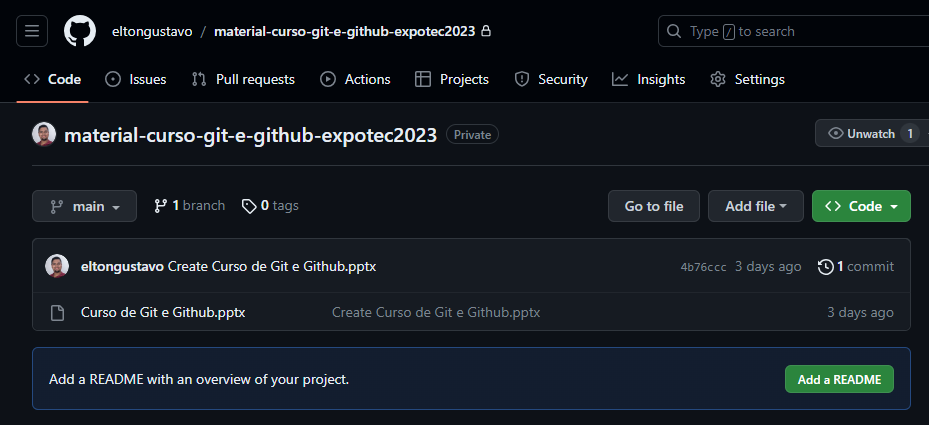 eltongustavo / material-curso-git-e-github-expotec2023
Type / to search
Code Issues Pull requests Actions Projects Security Insights Settings
material-curso-git-e-github-expotec2023 Private
Unwatch 1
main 1 branch 0 tags Go to file Add file Code
eltongustavo Create Curso de Git e Github.pptx 4b76ccc 3 days ago 1 commit
Curso de Git e Github.pptx Create Curso de Git e Github.pptx 3 days ago
Add a README with an overview of your project. Add a README